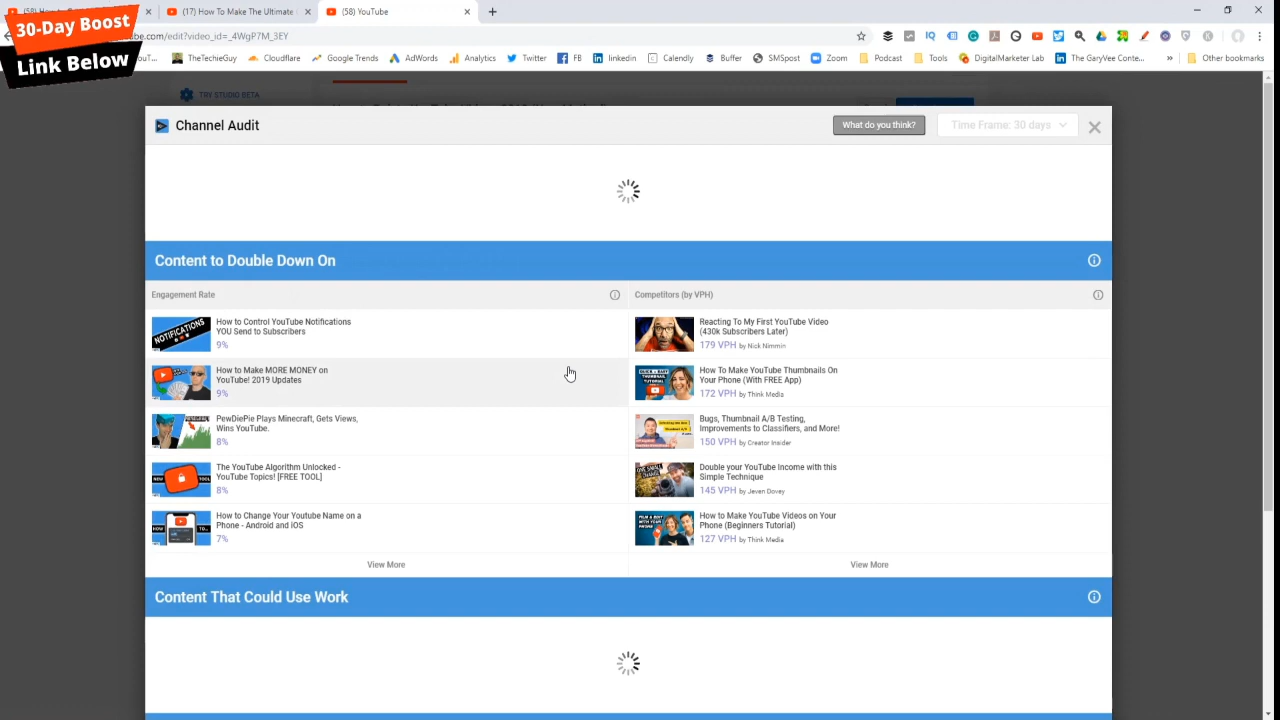 30-Day Boost
Link Below
(17) How To Make The Ultimate
(58) YouTube
.com/edit?video_id=_4WgP7M_3EY
TheTechieGuy
Cloudflare
Google Trends
AdWords
Analytics
Twitter
FB
linkedin
Calendly
Buffer
SMSpost
Zoom
Podcast
Tools
DigitalMarketer Lab
The GaryVee Conte...
»
Other bookmarks
TRY STUDIO BETA
Channel Audit
What do you think?
Time Frame: 30 days
Content to Double Down On
Engagement Rate
NOTIFICATIONS
How to Control YouTube Notifications
YOU Send to Subscribers
9%
How to Make MORE MONEY on
YouTube! 2019 Updates
9%
PewDiePie Plays Minecraft, Gets Views,
Wins YouTube.
8%
The YouTube Algorithm Unlocked -
YouTube Topics! [FREE TOOL]
8%
HOW
TO...
How to Change Your Youtube Name on a
Phone - Android and iOS
7%
View More
Competitors (by VPH)
Reacting To My First YouTube Video
(430k Subscribers Later)
179 VPH by Nick Nimmin
How To Make YouTube Thumbnails On
Your Phone (With FREE App)
172 VPH by Think Media
Bugs, Thumbnail A/B Testing,
Improvements to Classifiers, and More!
150 VPH by Creator Insider
Double your YouTube Income with this
Simple Technique
145 VPH by Jevan Dovey
How to Make YouTube Videos on Your
Phone (Beginners Tutorial)
127 VPH by Think Media
View More
Content That Could Use Work